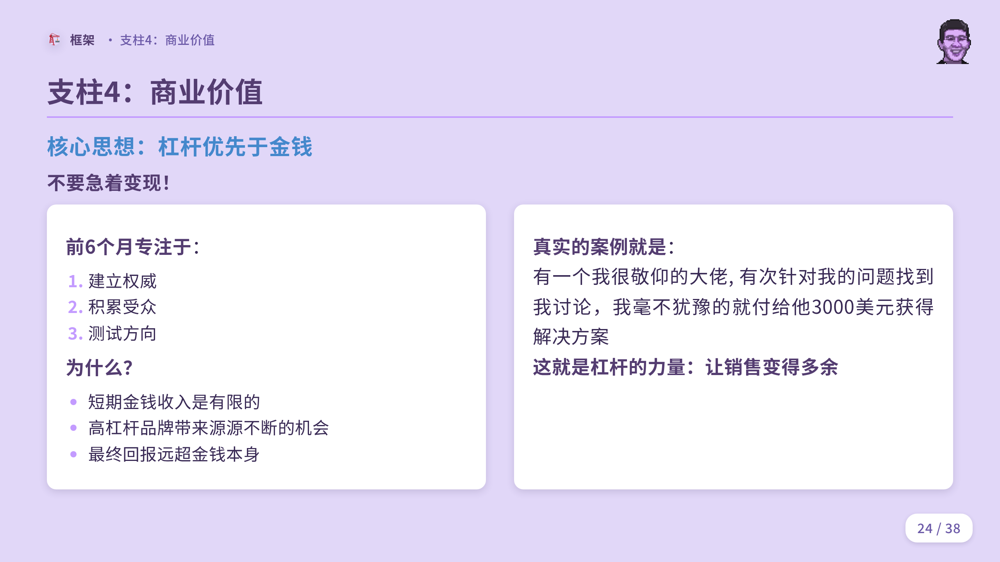 框架 • 支柱4：商业价值
支柱4：商业价值
核心思想：杠杆优先于金钱
不要急着变现！
前6个月专注于：
1. 建立权威
2. 积累受众
3. 测试方向
为什么？
• 短期金钱收入是有限的
• 高杠杆品牌带来源源不断的机会
• 最终回报远超金钱本身
真实的案例就是：
有一个我很敬仰的大佬, 有次针对我的问题找到
我讨论，我毫不犹豫的就付给他3000美元获得
解决方案
这就是杠杆的力量：让销售变得多余
24 / 38